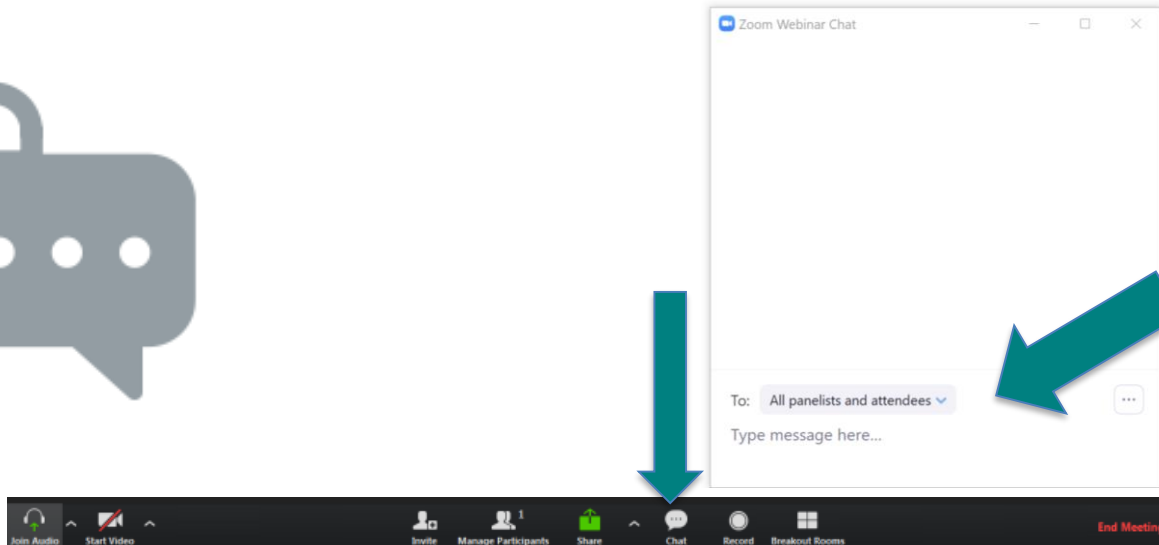 Zoom Webinar Chat
To: All panelists and attendees
Type message here...
Join Audio Start Video Invite Manage Participants 1 Share Chat Record Breakout Rooms End Meeting